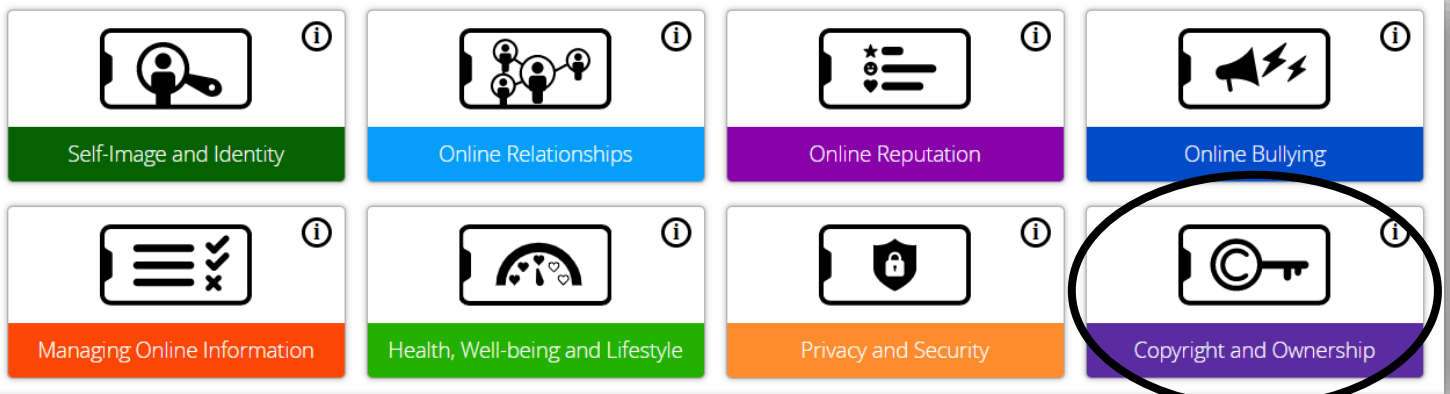 Self-Image and Identity
Online Relationships
Online Reputation
Online Bullying
Managing Online Information
Health, Well-being and Lifestyle
Privacy and Security
Copyright and Ownership